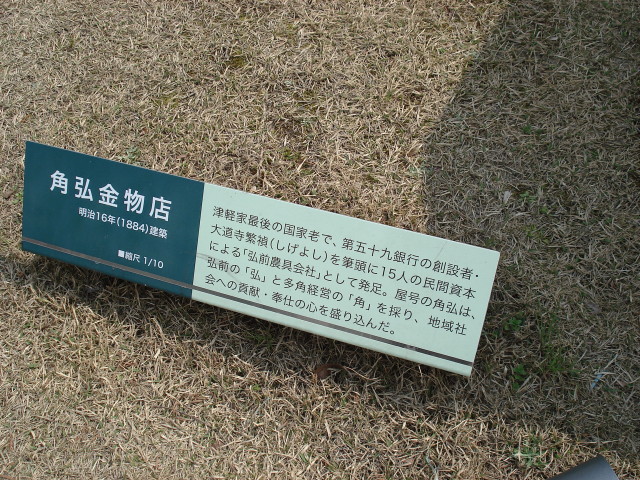 角弘金物店
明治16年(1884)建築
■縮尺 1/10
津軽家最後の国家老で、第五十九銀行の創設者・
大道寺繁禎(しげよし)を筆頭に15人の民間資本
による「弘前農具会社」として発足。屋号の角弘は、
弘前の「弘」と多角経営の「角」を採り、地域社
会への貢献・奉仕の心を盛り込んだ。